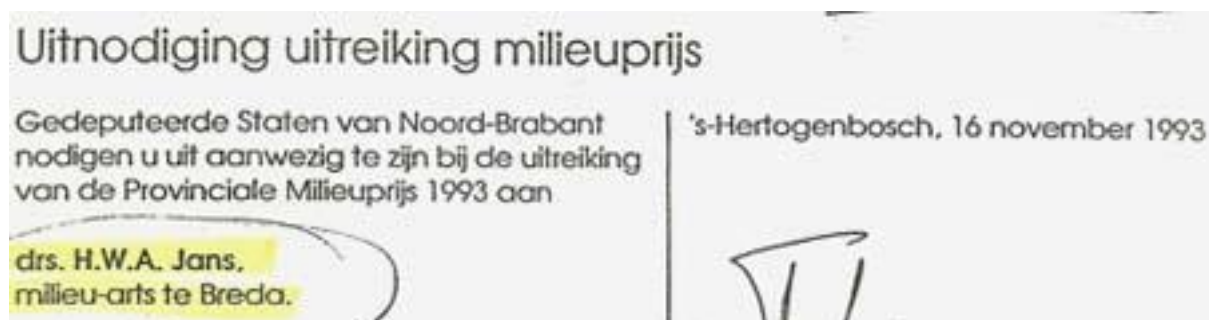 Uitnodiging uitreiking milieuprijs
Gedeputeerde Staten van Noord-Brabant
nodigen u uit aanwezig te zijn bij de uitreiking
van de Provinciale Milieuprijs 1993 aan
drs. H.W.A. Jans,
milieu-arts te Breda.
's-Hertogenbosch, 16 november 1993